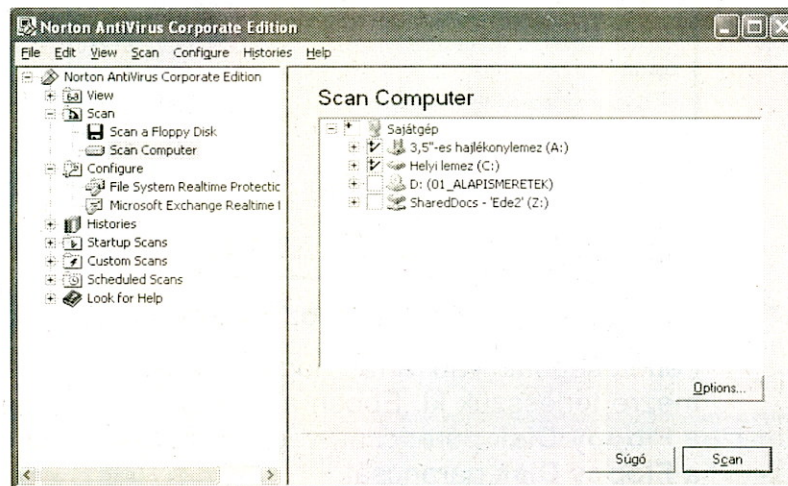 Norton AntiVirus Corporate Edition
File Edit View Scan Configure Histories Help
Norton AntiVirus Corporate Edition
View
Scan
Scan a Floppy Disk
Scan Computer
Configure
File System Realtime Protectic
Microsoft Exchange Realtime
Histories
Startup Scans
Custom Scans
Scheduled Scans
Look for Help
Scan Computer
Sajátgép
3,5"-es hajlékonylemez (A:)
Helyi lemez (C:)
D: (01_ALAPISMERETEK)
SharedDocs - 'Ede2' (Z:)
Options...
Súgó Scan